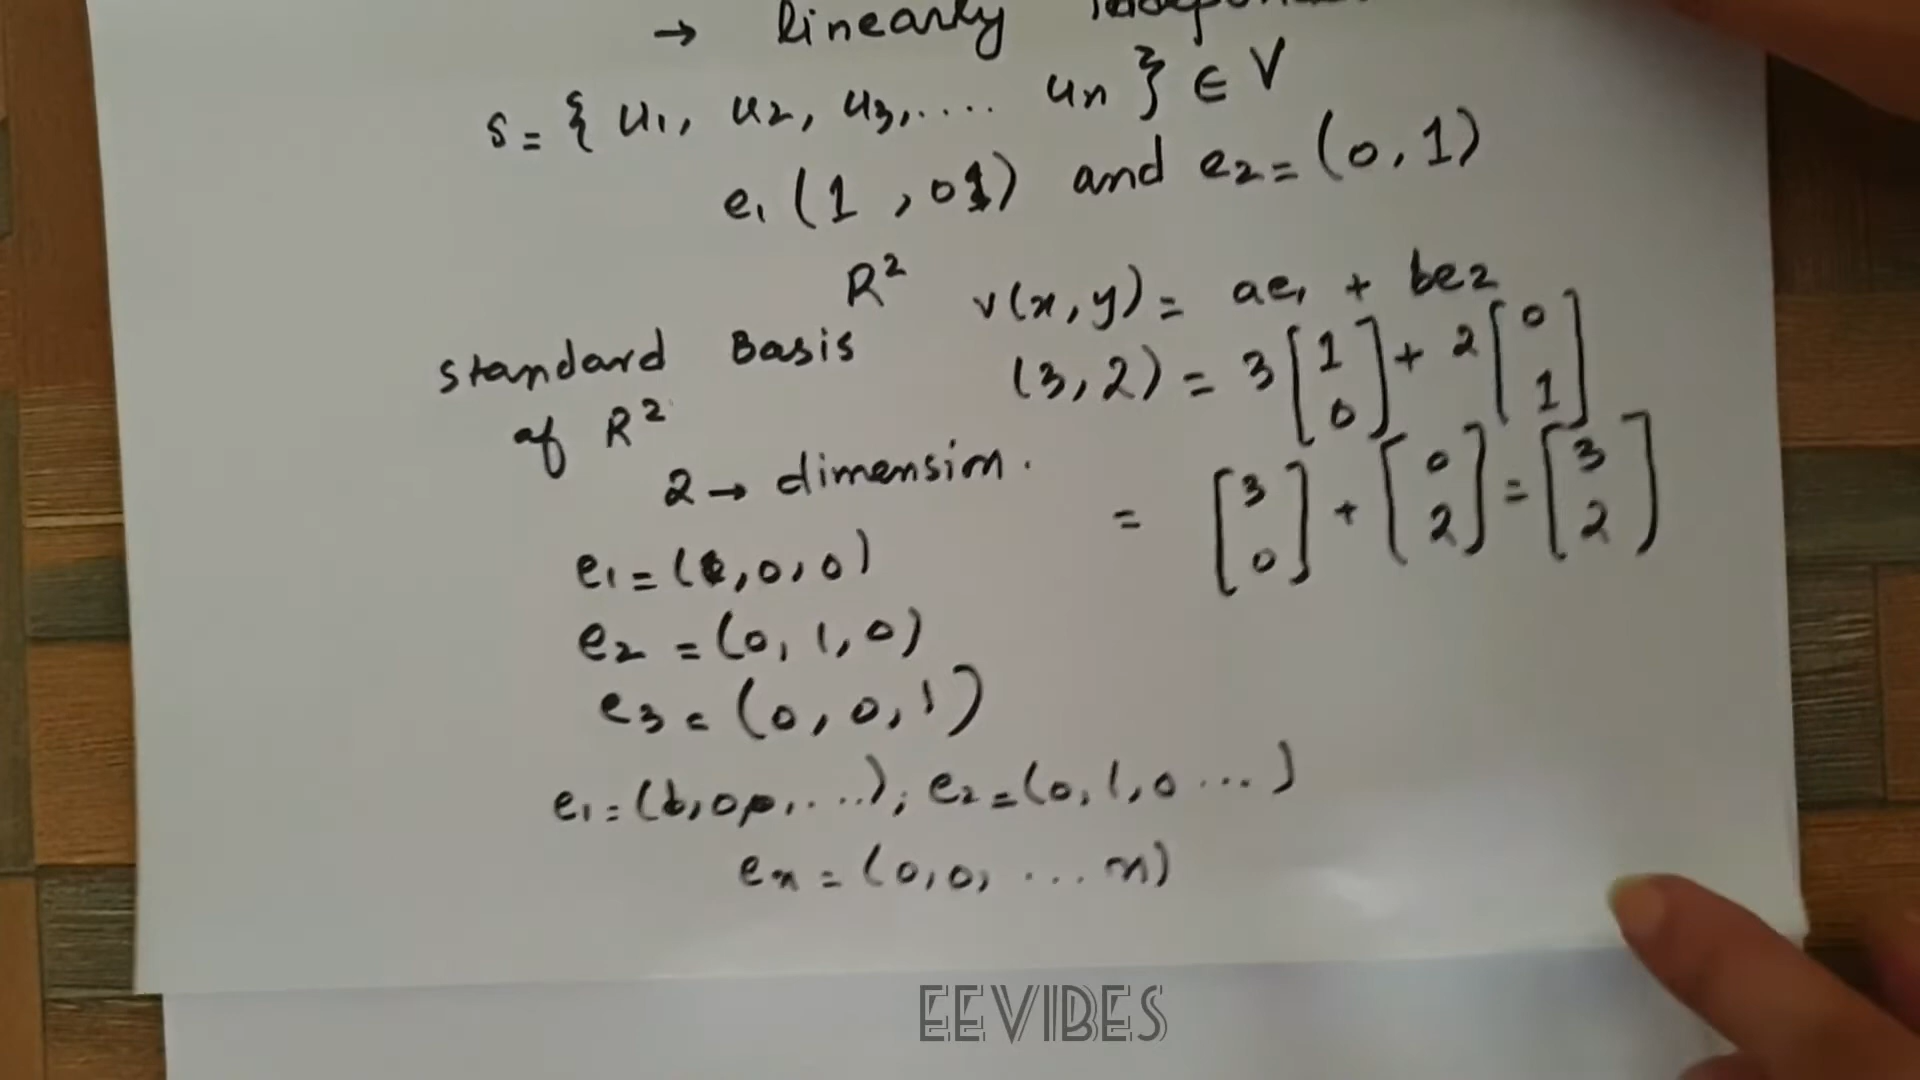 → linearly
S = { u1, u2, u3, .... un } ∈ V
e1 (1 , 0) and e2 = (0, 1)
R² v(x, y) = ae1 + be2
standard Basis (3, 2) = 3 [1 0] + 2 [0 1]
of R²
2 → dimension. = [3 0] + [0 2] = [3 2]
e1 = (1, 0, 0)
e2 = (0, 1, 0)
e3 = (0, 0, 1)
e1 = (1, 0, 0, ...), e2 = (0, 1, 0 ...)
en = (0, 0, ... n)
EEVIBES